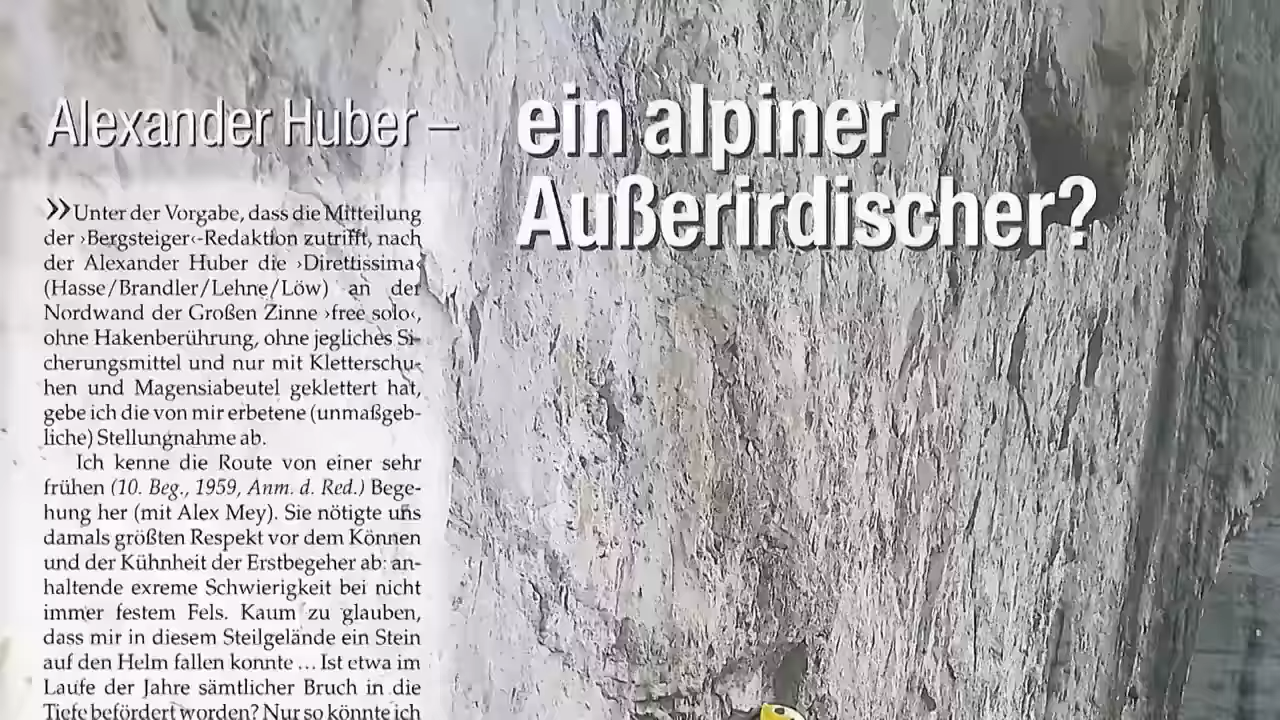 Alexander Huber – ein alpiner
Außerirdischer?
»Unter der Vorgabe, dass die Mitteilung
der ›Bergsteiger‹-Redaktion zutrifft, nach
der Alexander Huber die ›Direttissima‹
(Hasse/Brandler/Lehne/Löw) an der
Nordwand der Großen Zinne ›free solo‹,
ohne Hakenberührung, ohne jegliches Si-
cherungsmittel und nur mit Kletterschu-
hen und Magensiabeutel geklettert hat,
gebe ich die von mir erbetene (unmaßgeb-
liche) Stellungnahme ab.
Ich kenne die Route von einer sehr
frühen (10. Beg., 1959, Anm. d. Red.) Bege-
hung her (mit Alex Mey). Sie nötigte uns
damals größten Respekt vor dem Können
und der Kühnheit der Erstbegeher ab: an-
haltende exreme Schwierigkeit bei nicht
immer festem Fels. Kaum zu glauben,
dass mir in diesem Steilgelände ein Stein
auf den Helm fallen konnte ... Ist etwa im
Laufe der Jahre sämtlicher Bruch in die
Tiefe befördert worden? Nur so könnte ich